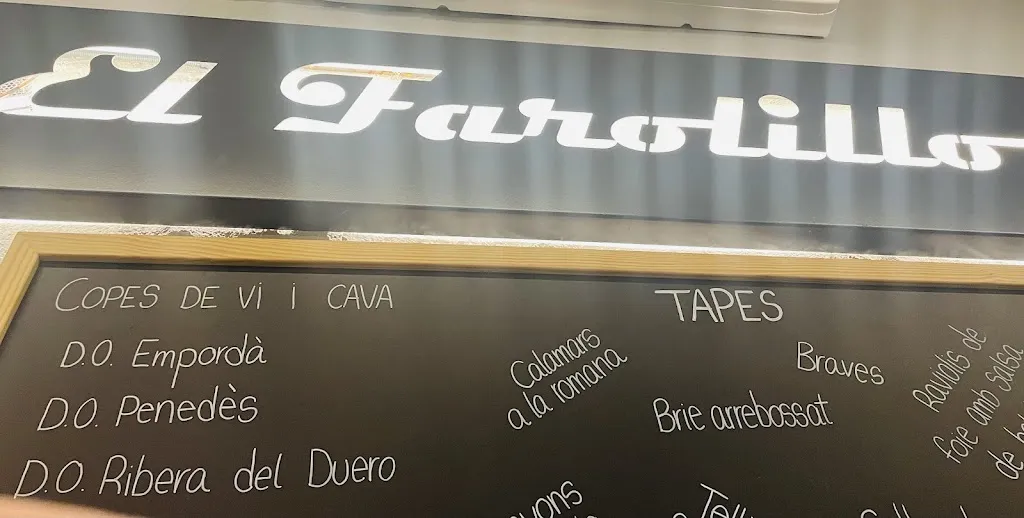 El Farolillo
COPES DE VI I CAVA
D.O. Empordà
D.O. Penedès
D.O. Ribera del Duero
TAPES
Calamars
a la romana
Braves
Brie arrebossat
Raviolis de
foie amb salsa
de